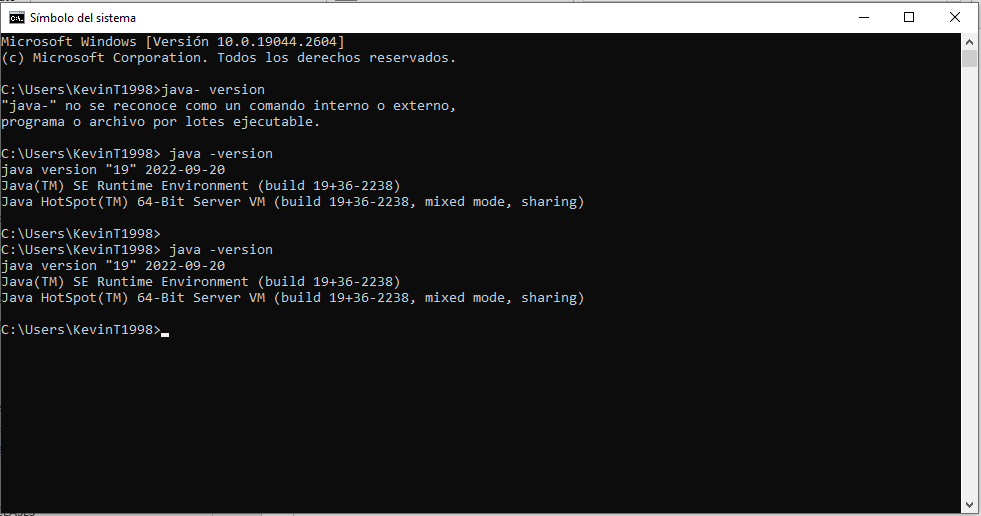 Símbolo del sistema
Microsoft Windows [Versión 10.0.19044.2604]
(c) Microsoft Corporation. Todos los derechos reservados.
C:\Users\KevinT1998>java- version
"java-" no se reconoce como un comando interno o externo,
programa o archivo por lotes ejecutable.
C:\Users\KevinT1998> java -version
java version "19" 2022-09-20
Java(TM) SE Runtime Environment (build 19+36-2238)
Java HotSpot(TM) 64-Bit Server VM (build 19+36-2238, mixed mode, sharing)
C:\Users\KevinT1998>
C:\Users\KevinT1998> java -version
java version "19" 2022-09-20
Java(TM) SE Runtime Environment (build 19+36-2238)
Java HotSpot(TM) 64-Bit Server VM (build 19+36-2238, mixed mode, sharing)
C:\Users\KevinT1998>